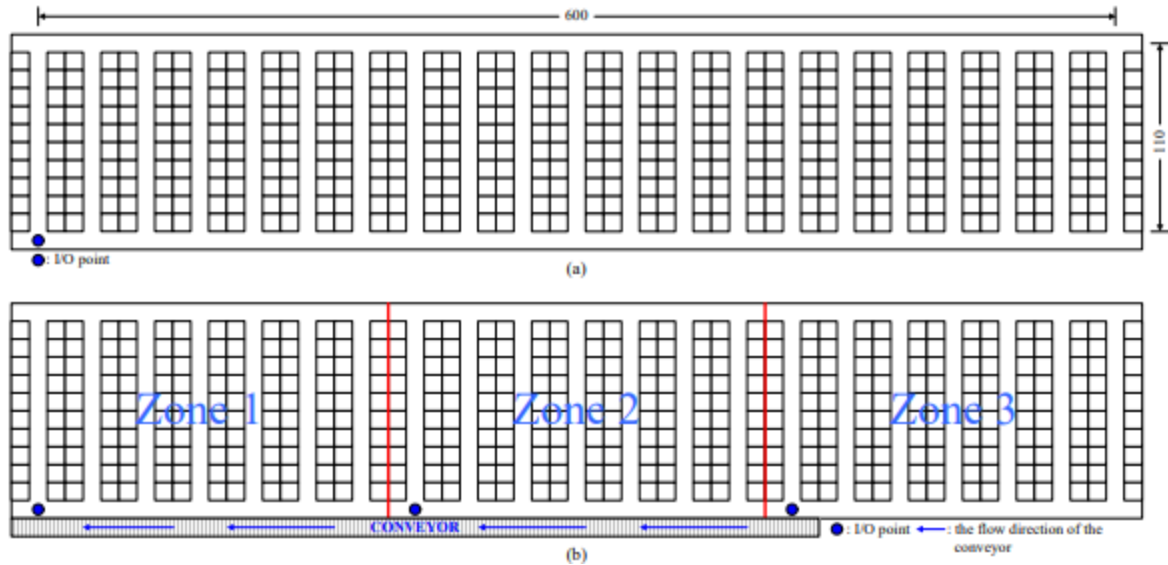 600
110
: I/O point
(a)
Zone 1
Zone 2
Zone 3
CONVEYOR
: I/O point
: the flow direction of the
conveyor
(b)